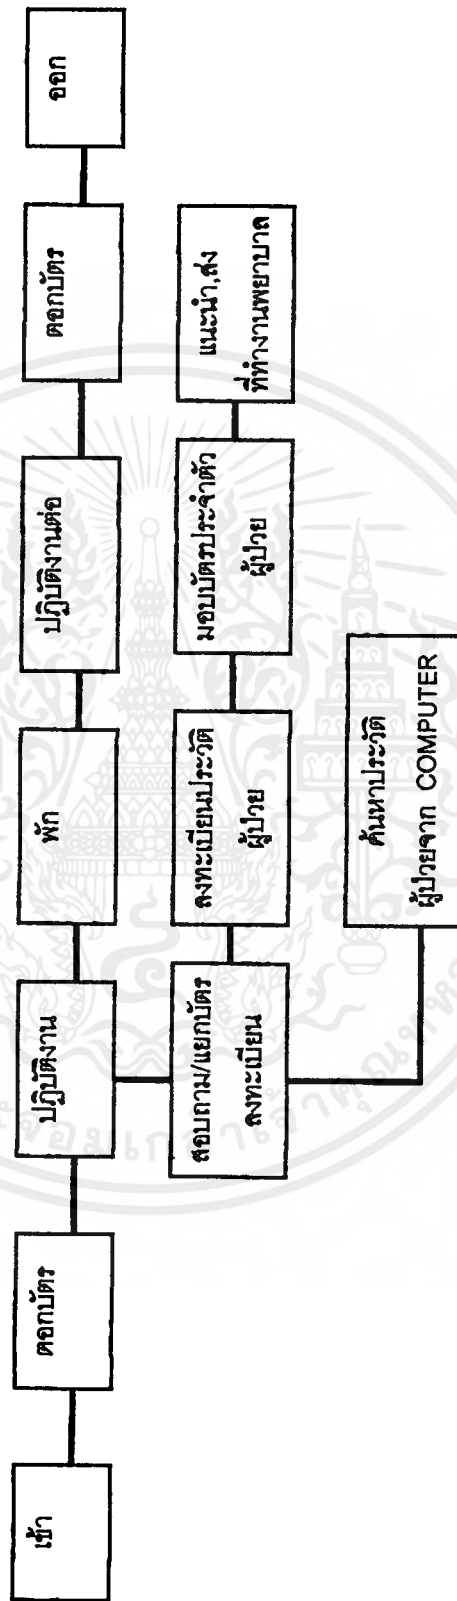 เข้า
ตอกบัตร
ปฏิบัติงาน
พัก
ปฏิบัติงานต่อ
ตอกบัตร
ออก
สอบถาม/แยกบัตร
ลงทะเบียน
ลงทะเบียนประวัติ
ผู้ป่วย
มอบบัตรประจำตัว
ผู้ป่วย
แนะนำ,ส่ง
ที่ทำงานพยาบาล
ค้นหาประวัติ
ผู้ป่วยจาก COMPUTER